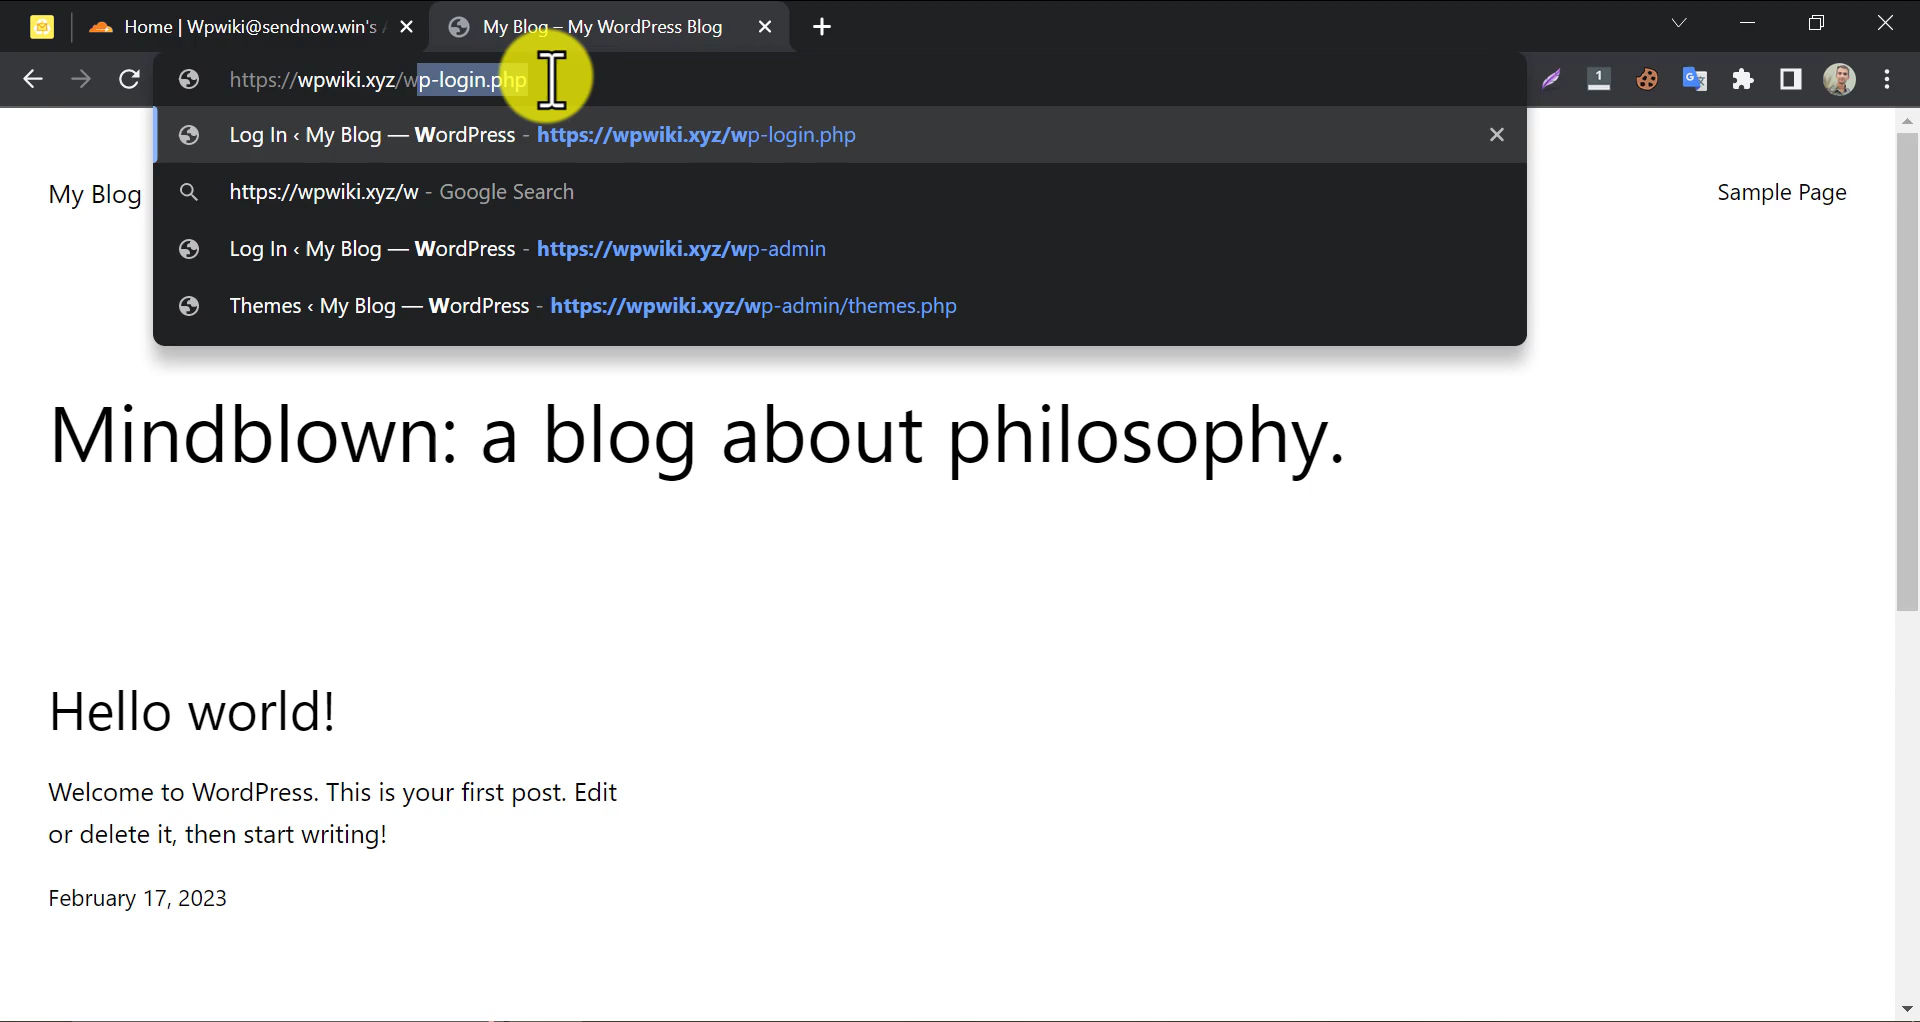 Home | Wpwiki@sendnow.win's
My Blog – My WordPress Blog
https://wpwiki.xyz/wp-login.php
1
Log In ‹ My Blog — WordPress - https://wpwiki.xyz/wp-login.php
https://wpwiki.xyz/w - Google Search
Log In ‹ My Blog — WordPress - https://wpwiki.xyz/wp-admin
Themes ‹ My Blog — WordPress - https://wpwiki.xyz/wp-admin/themes.php
My Blog
Sample Page
Mindblown: a blog about philosophy.
Hello world!
Welcome to WordPress. This is your first post. Edit
or delete it, then start writing!
February 17, 2023